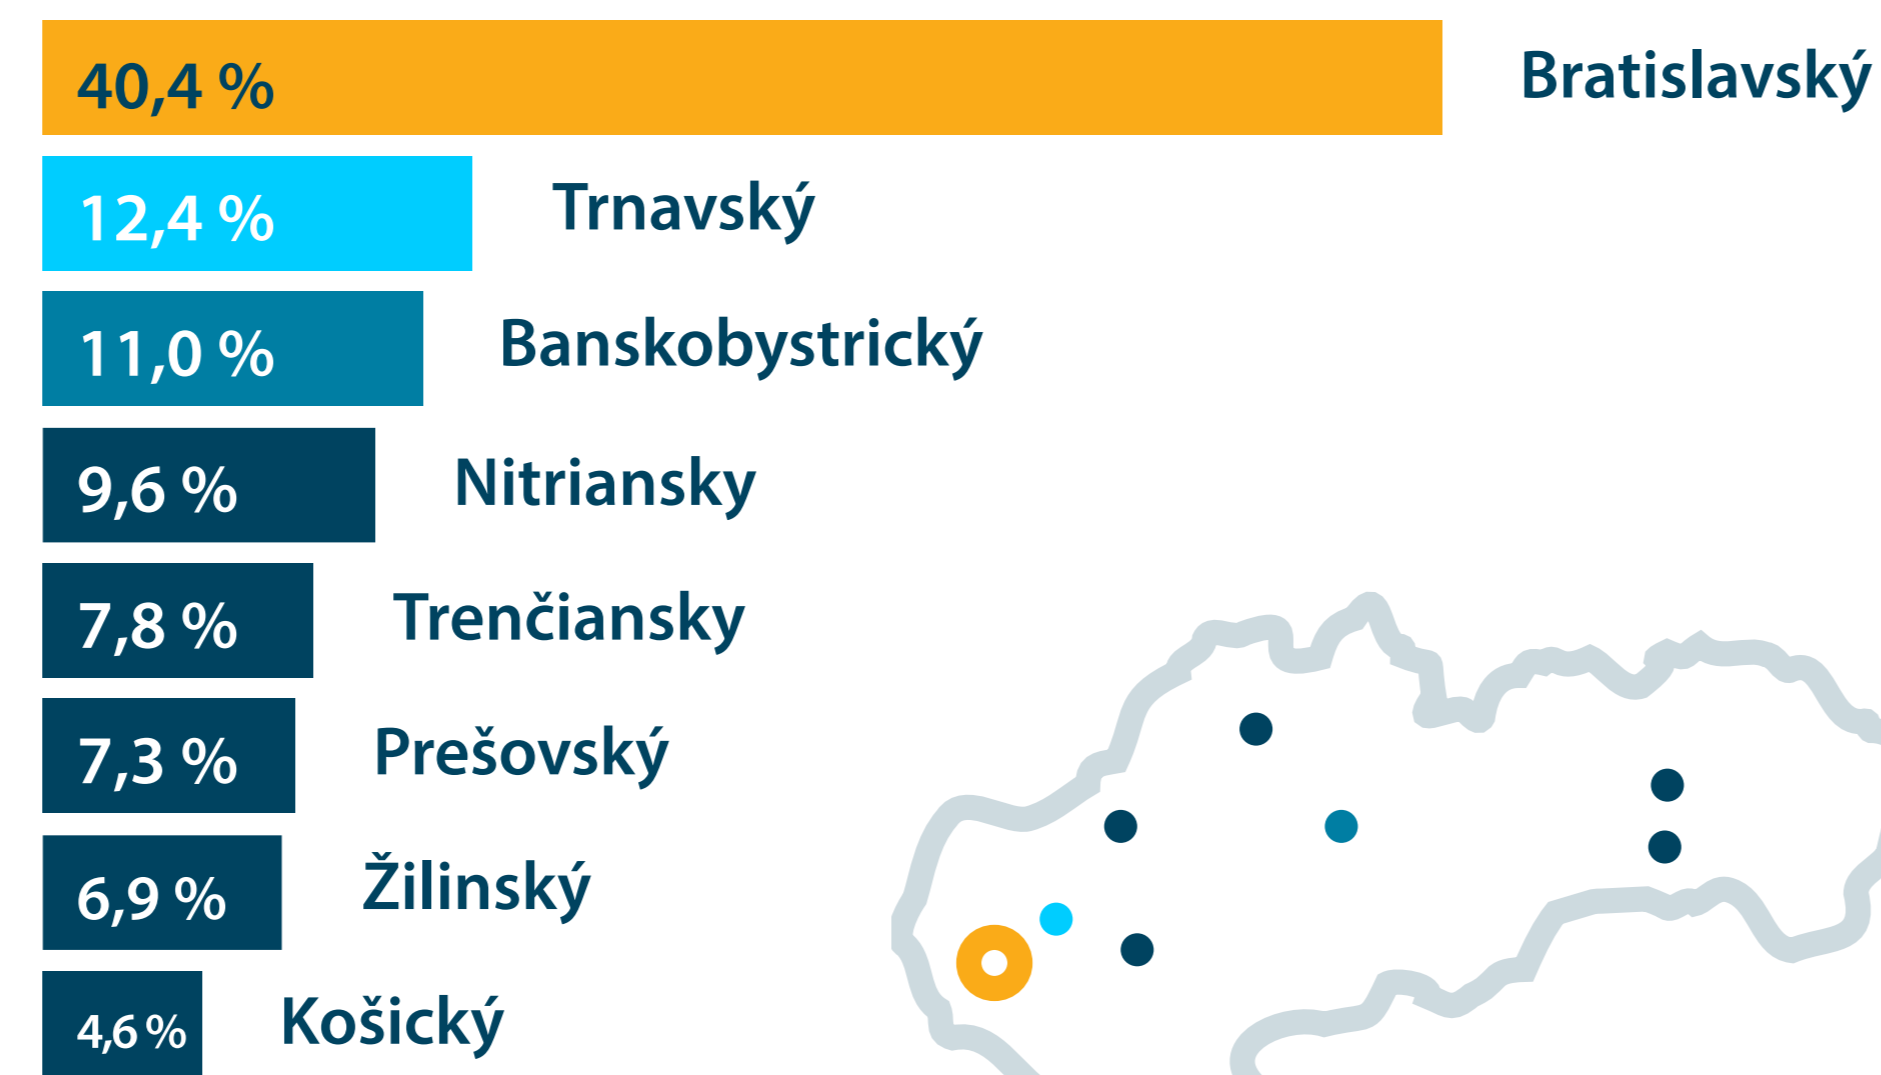 40,4 % Bratislavský
12,4 % Trnavský
11,0 % Banskobystrický
9,6 % Nitriansky
7,8 % Trenčiansky
7,3 % Prešovský
6,9 % Žilinský
4,6 % Košický